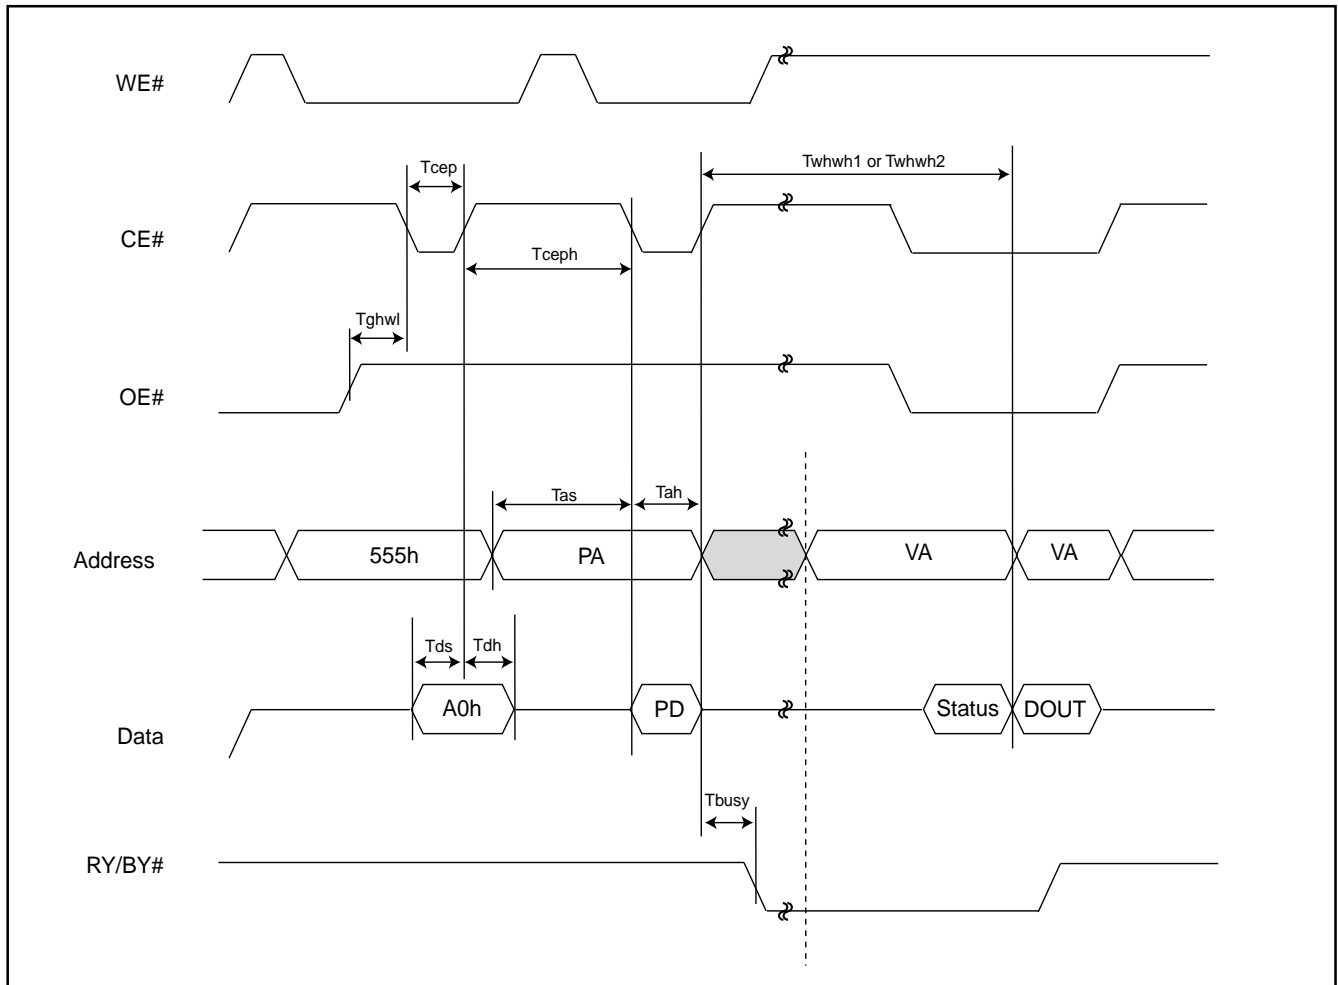 WE#
Twhwh1 or Twhwh2
Tcep
CE#
Tceph
Tghwl
OE#
Tas
Tah
Address
555h
PA
VA
VA
Tds
Tdh
Data
A0h
PD
Status
DOUT
Tbusy
RY/BY#